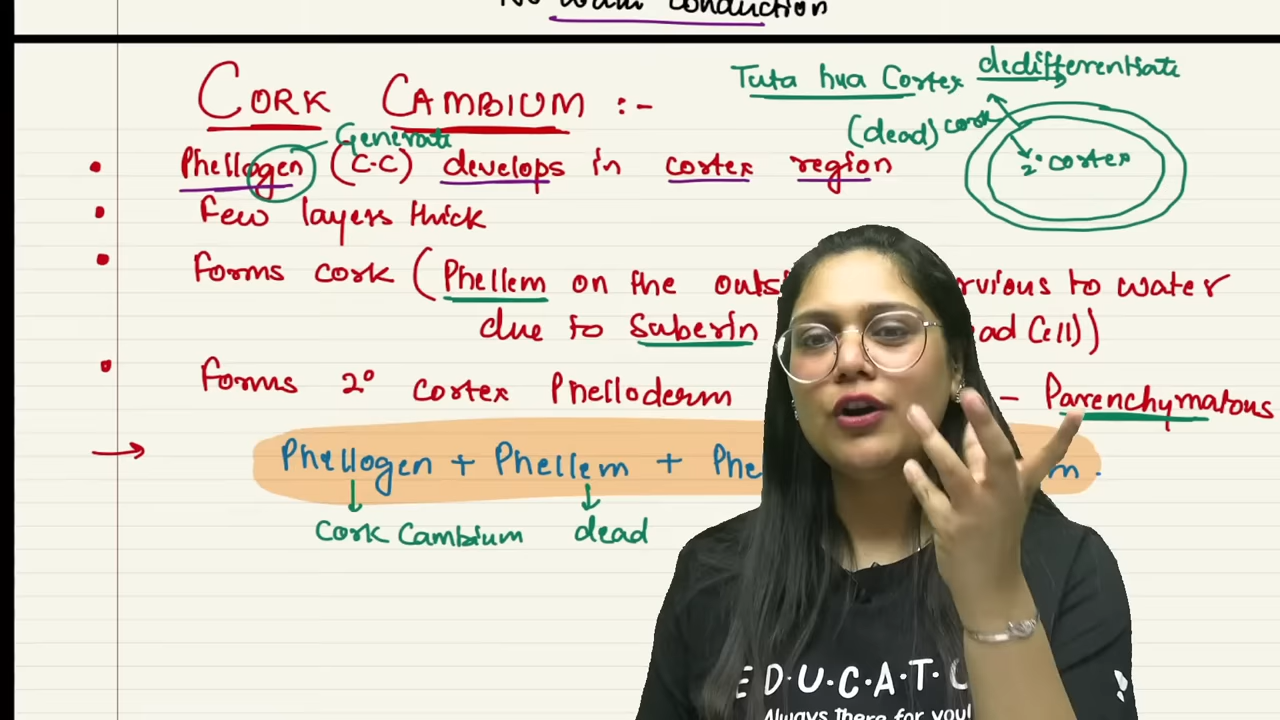 conduction
CORK CAMBIUM :-
Tuta hua Cortex dedifferentiate
Generate
(dead) cork
2° cortex
• Phellogen (C.C) develops in cortex region
• Few layers thick
• Forms cork (Phellem on the outs rvious to water
due to Suberin ad Cell))
• Forms 2° cortex Phelloderm - Parenchymatous
→ Phellogen + Phellem + Phe m.
Cork Cambium dead
EDUCATO
Always There for you!